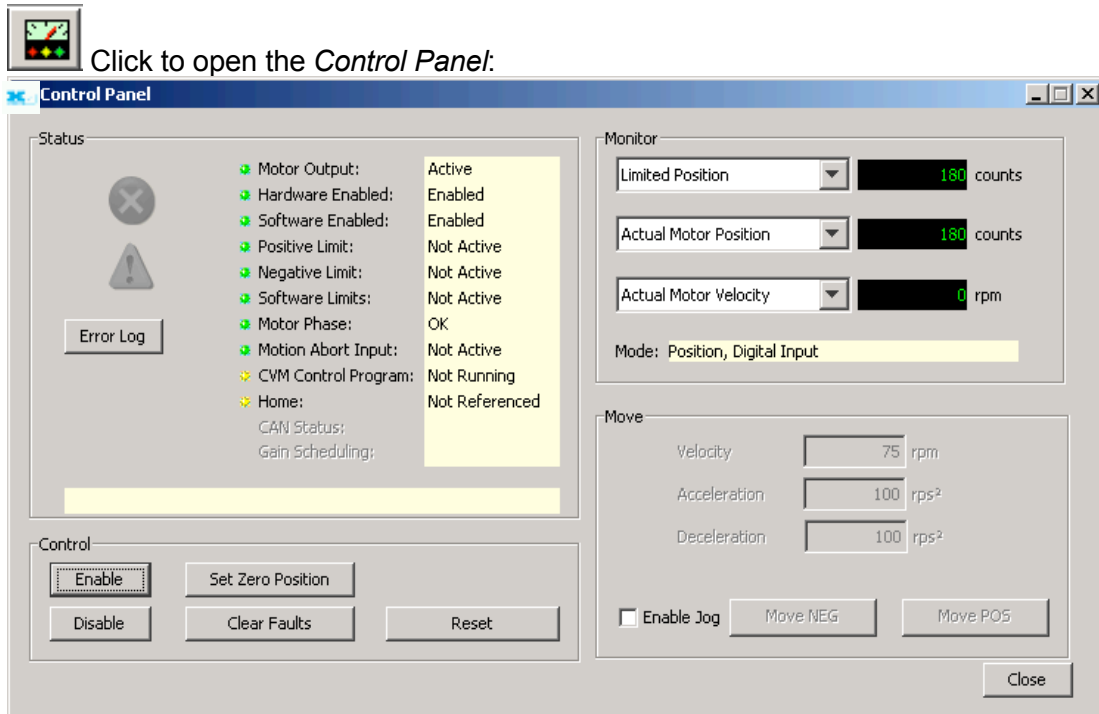 Click to open the Control Panel:
Control Panel
Status
Motor Output: Active
Hardware Enabled: Enabled
Software Enabled: Enabled
Positive Limit: Not Active
Negative Limit: Not Active
Software Limits: Not Active
Motor Phase: OK
Motion Abort Input: Not Active
CVM Control Program: Not Running
Home: Not Referenced
CAN Status:
Gain Scheduling:
Error Log
Control
Enable Set Zero Position
Disable Clear Faults Reset
Monitor
Limited Position 180 counts
Actual Motor Position 180 counts
Actual Motor Velocity 0 rpm
Mode: Position, Digital Input
Move
Velocity 75 rpm
Acceleration 100 rps²
Deceleration 100 rps²
Enable Jog Move NEG Move POS
Close